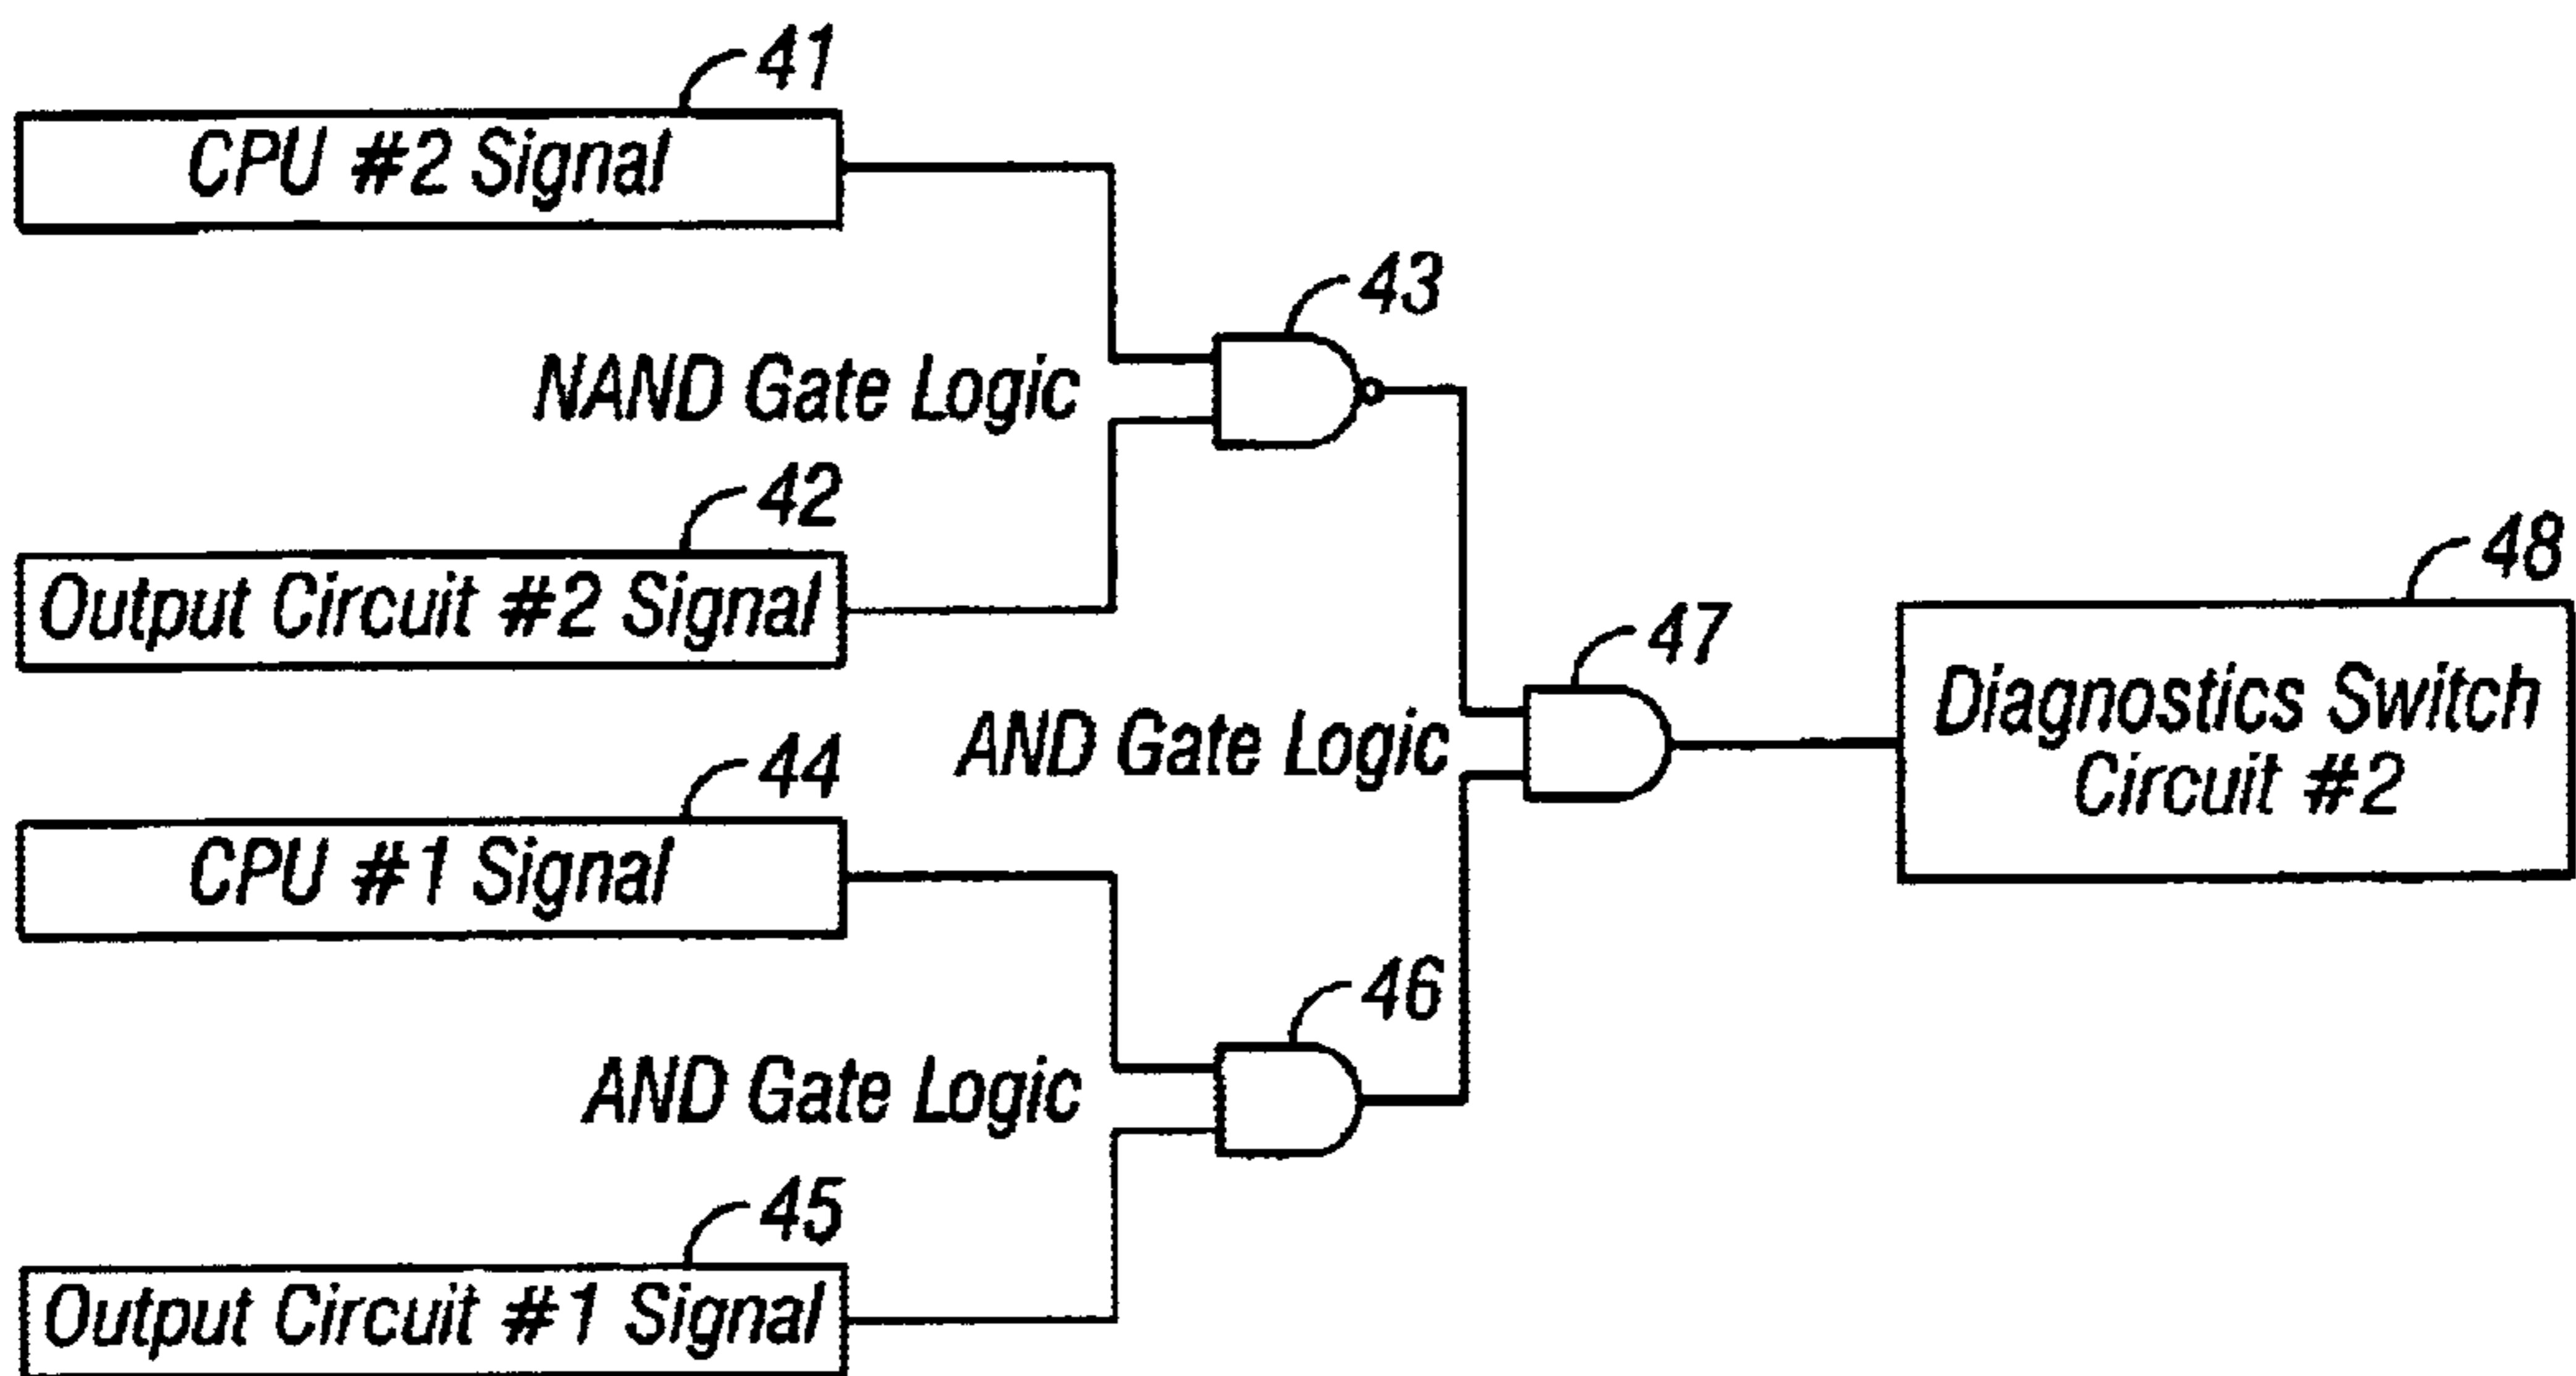 41
CPU #2 Signal
43
NAND Gate Logic
42
Output Circuit #2 Signal
48
47
Diagnostics Switch
Circuit #2
AND Gate Logic
44
CPU #1 Signal
46
AND Gate Logic
45
Output Circuit #1 Signal